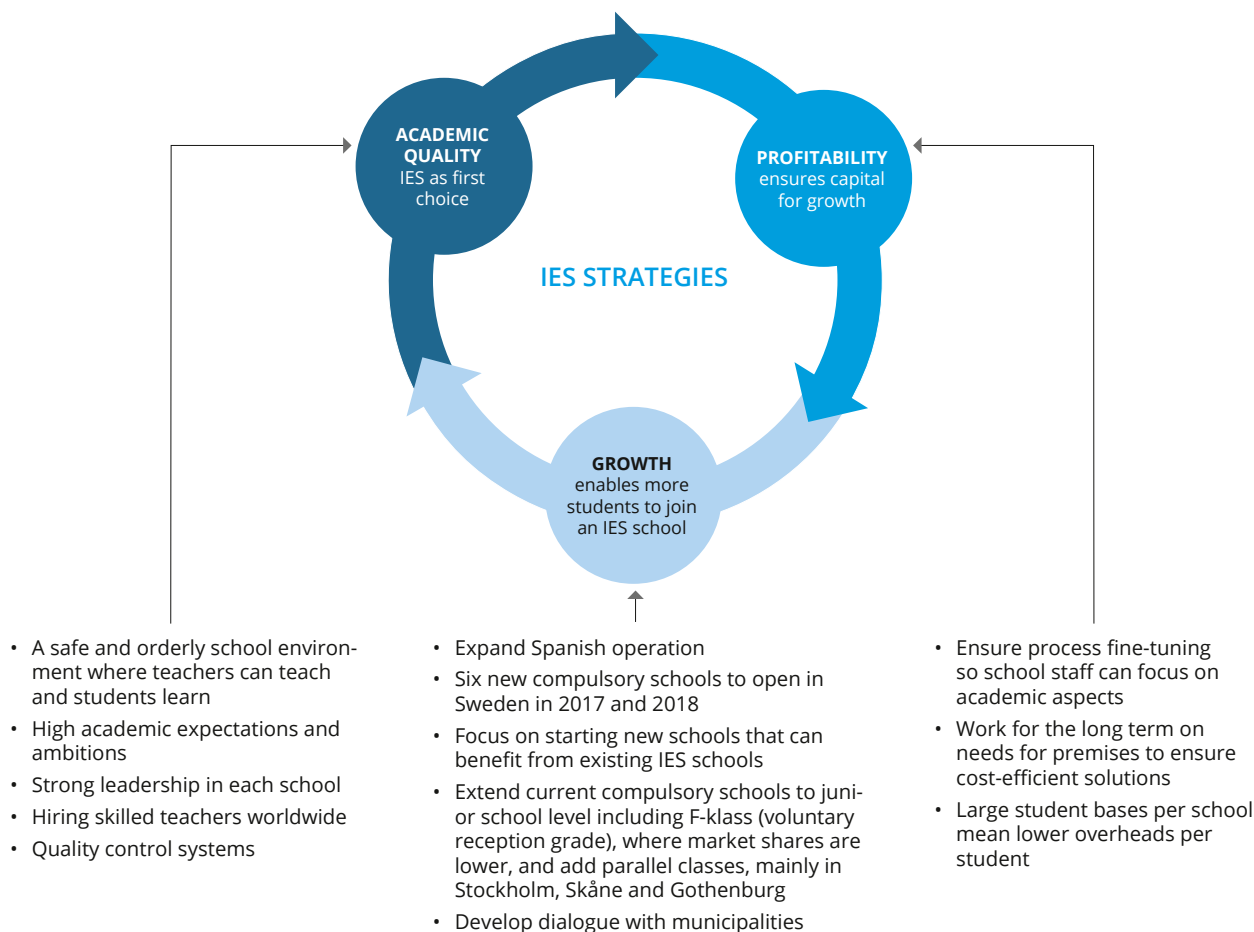 ACADEMIC
QUALITY
IES as first
choice
PROFITABILITY
ensures capital
for growth
IES STRATEGIES
GROWTH
enables more
students to join
an IES school
• A safe and orderly school environ-
ment where teachers can teach
and students learn
• High academic expectations and
ambitions
• Strong leadership in each school
• Hiring skilled teachers worldwide
• Quality control systems
• Expand Spanish operation
• Six new compulsory schools to open in
Sweden in 2017 and 2018
• Focus on starting new schools that can
benefit from existing IES schools
• Extend current compulsory schools to juni-
or school level including F-klass (voluntary
reception grade), where market shares are
lower, and add parallel classes, mainly in
Stockholm, Skåne and Gothenburg
• Develop dialogue with municipalities
• Ensure process fine-tuning
so school staff can focus on
academic aspects
• Work for the long term on
needs for premises to ensure
cost-efficient solutions
• Large student bases per school
mean lower overheads per
student